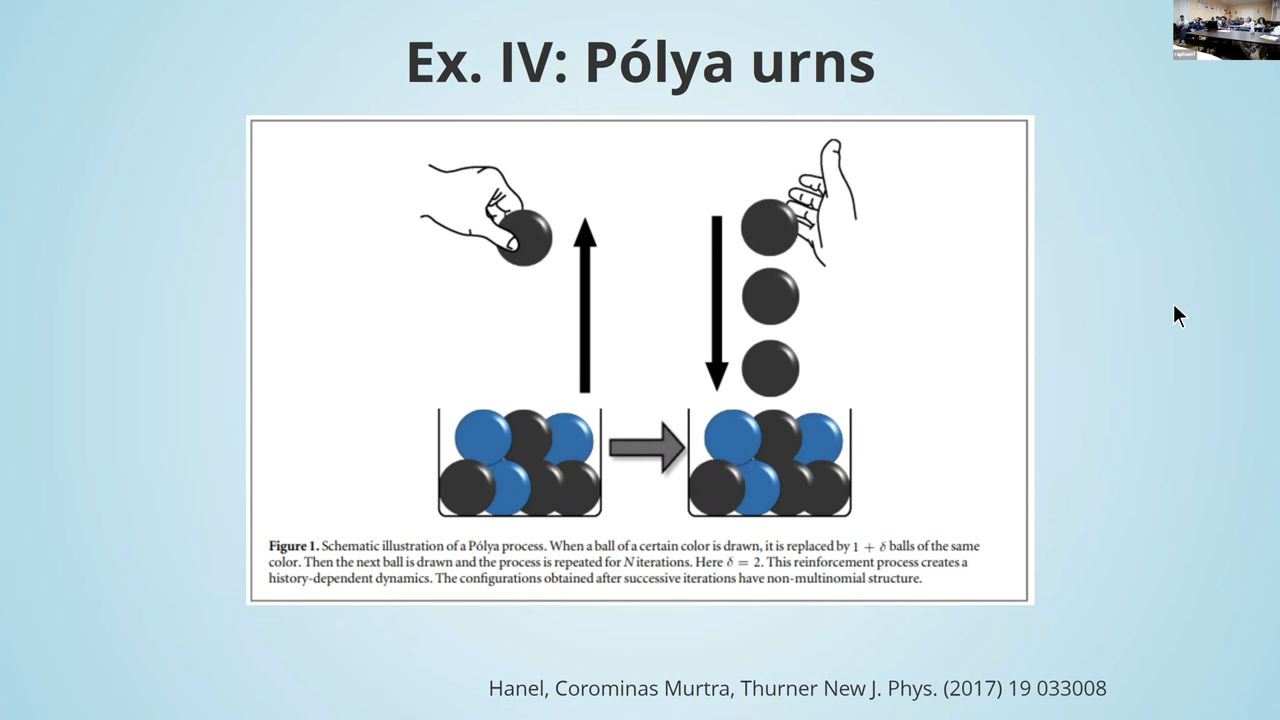 Ex. IV: Pólya urns
Figure 1. Schematic illustration of a Pólya process. When a ball of a certain color is drawn, it is replaced by 1 + δ balls of the same
color. Then the next ball is drawn and the process is repeated for N iterations. Here δ = 2. This reinforcement process creates a
history-dependent dynamics. The configurations obtained after successive iterations have non-multinomial structure.
Hanel, Corominas Murtra, Thurner New J. Phys. (2017) 19 033008